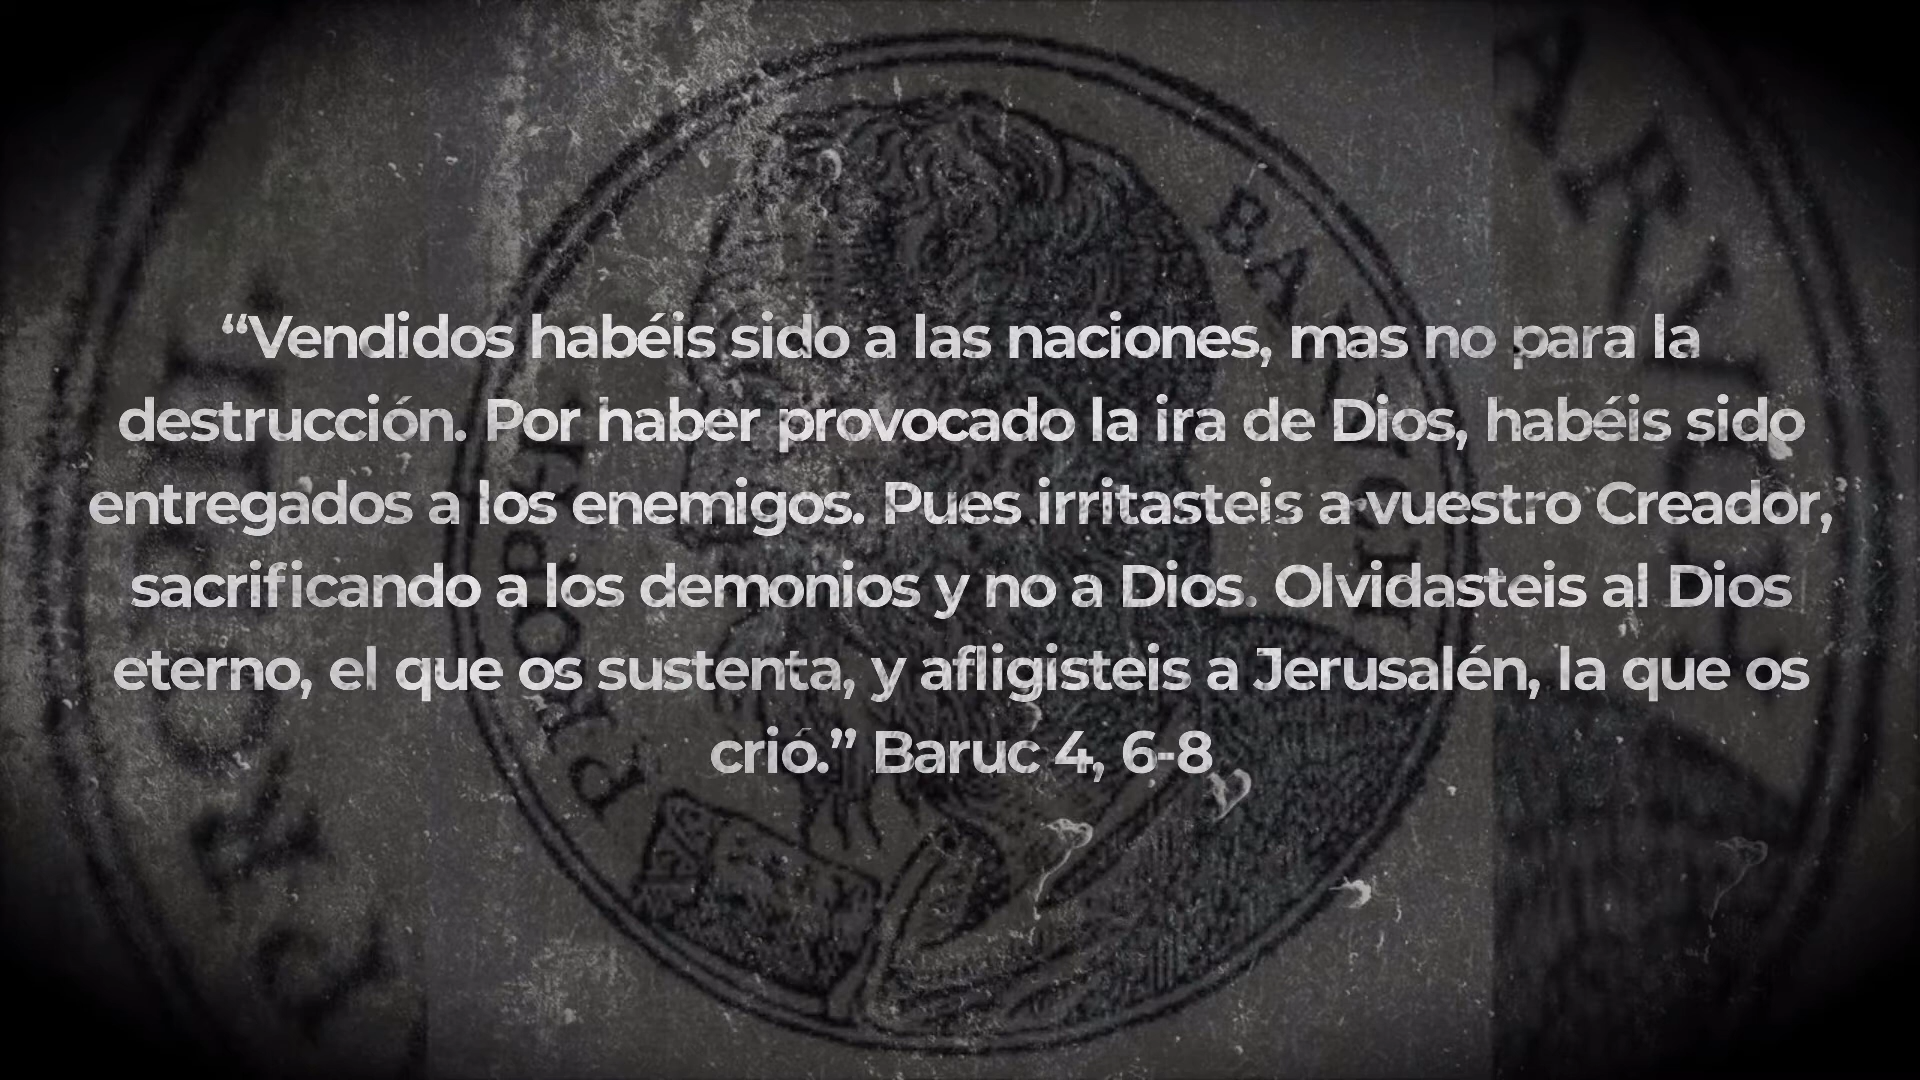 “Vendidos habéis sido a las naciones, mas no para la
destrucción. Por haber provocado la ira de Dios, habéis sido
entregados a los enemigos. Pues irritasteis a vuestro Creador,
sacrificando a los demonios y no a Dios. Olvidasteis al Dios
eterno, el que os sustenta, y afligisteis a Jerusalén, la que os
crió.” Baruc 4, 6-8